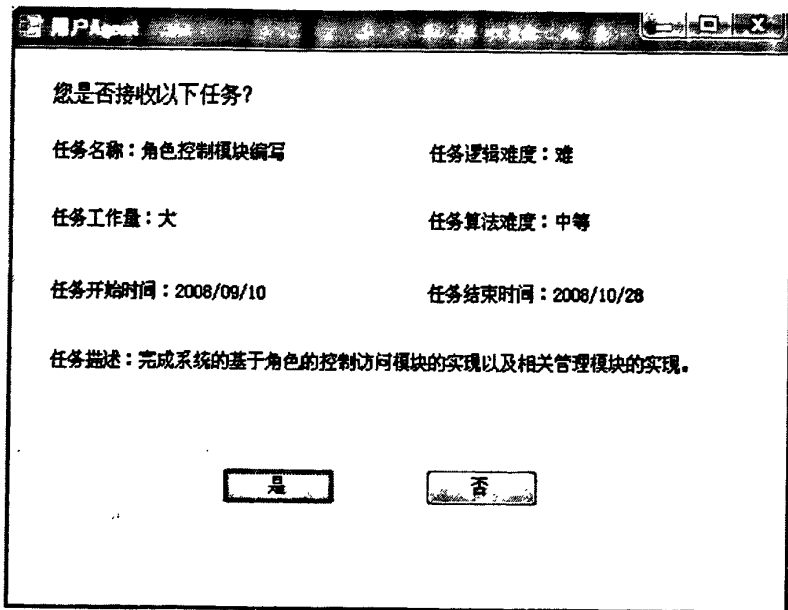 用户Agent
您是否接收以下任务?
任务名称：角色控制模块编写 任务逻辑难度：难
任务工作量：大 任务算法难度：中等
任务开始时间：2008/09/10 任务结束时间：2008/10/28
任务描述：完成系统的基于角色的控制访问模块的实现以及相关管理模块的实现。
是 否